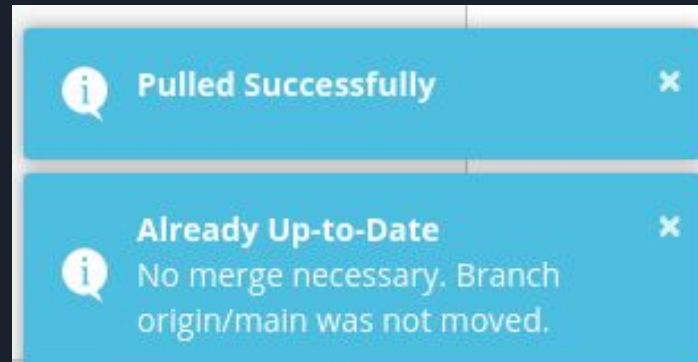 Pulled Successfully
Already Up-to-Date
No merge necessary. Branch
origin/main was not moved.